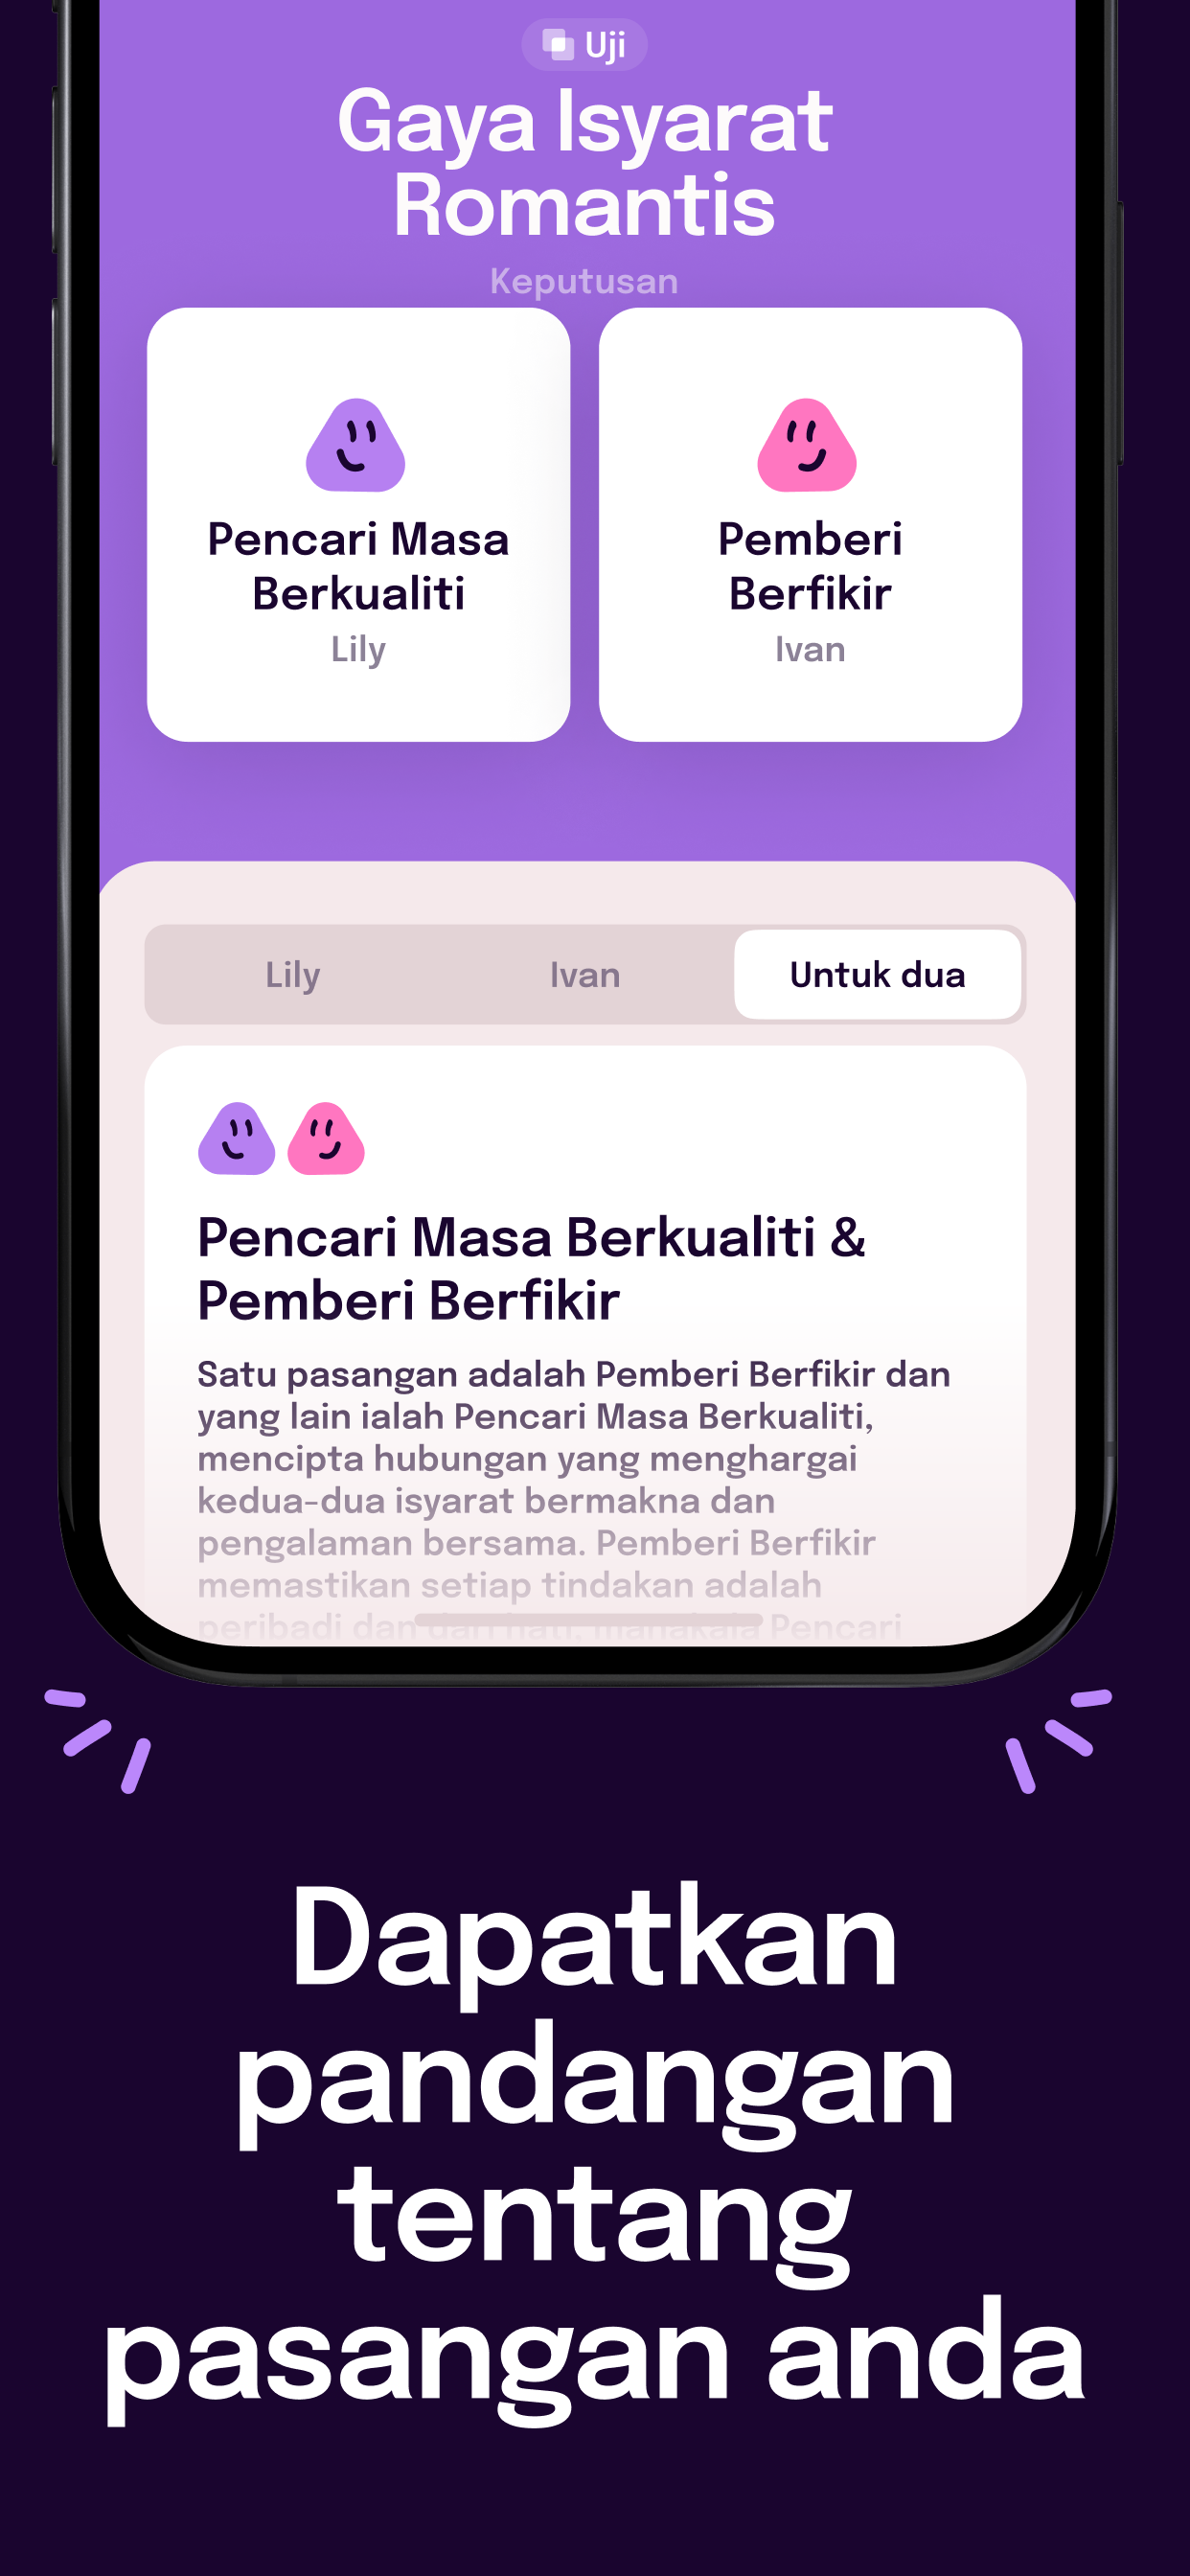 Uji
Gaya Isyarat
Romantis
Keputusan
Pencari Masa
Berkualiti
Lily
Pemberi
Berfikir
Ivan
Lily
Ivan
Untuk dua
Pencari Masa Berkualiti &
Pemberi Berfikir
Satu pasangan adalah Pemberi Berfikir dan
yang lain ialah Pencari Masa Berkualiti,
mencipta hubungan yang menghargai
kedua-dua isyarat bermakna dan
pengalaman bersama. Pemberi Berfikir
memastikan setiap tindakan adalah
peribadi dan dari hati, manakala Pencari
Dapatkan
pandangan
tentang
pasangan anda